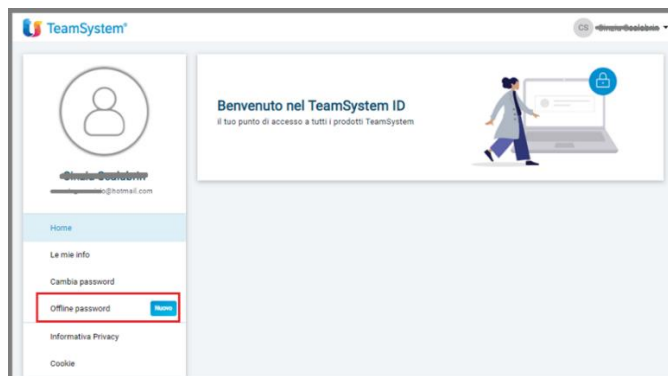 TeamSystem®
CS
Benvenuto nel TeamSystem ID
il tuo punto di accesso a tutti i prodotti TeamSystem
@hotmail.com
Home
Le mie info
Cambia password
Offline password Nuovo
Informativa Privacy
Cookie